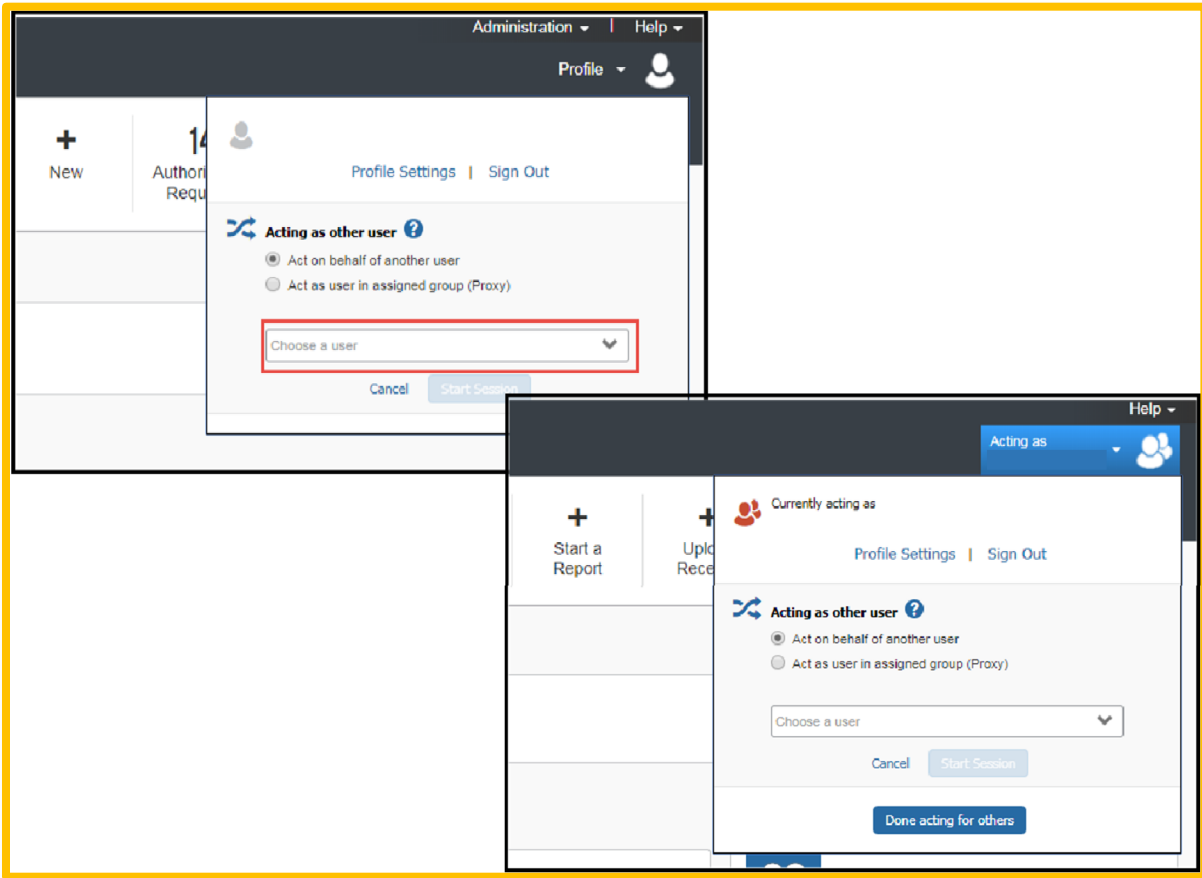 Administration
Help
Profile
+
New
Profile Settings | Sign Out
Acting as other user ?
Act on behalf of another user
Act as user in assigned group (Proxy)
Choose a user
Cancel
Start Session
Help
Acting as
+
Start a
Report
+
Currently acting as
Profile Settings | Sign Out
Acting as other user ?
Act on behalf of another user
Act as user in assigned group (Proxy)
Choose a user
Cancel
Start Session
Done acting for others